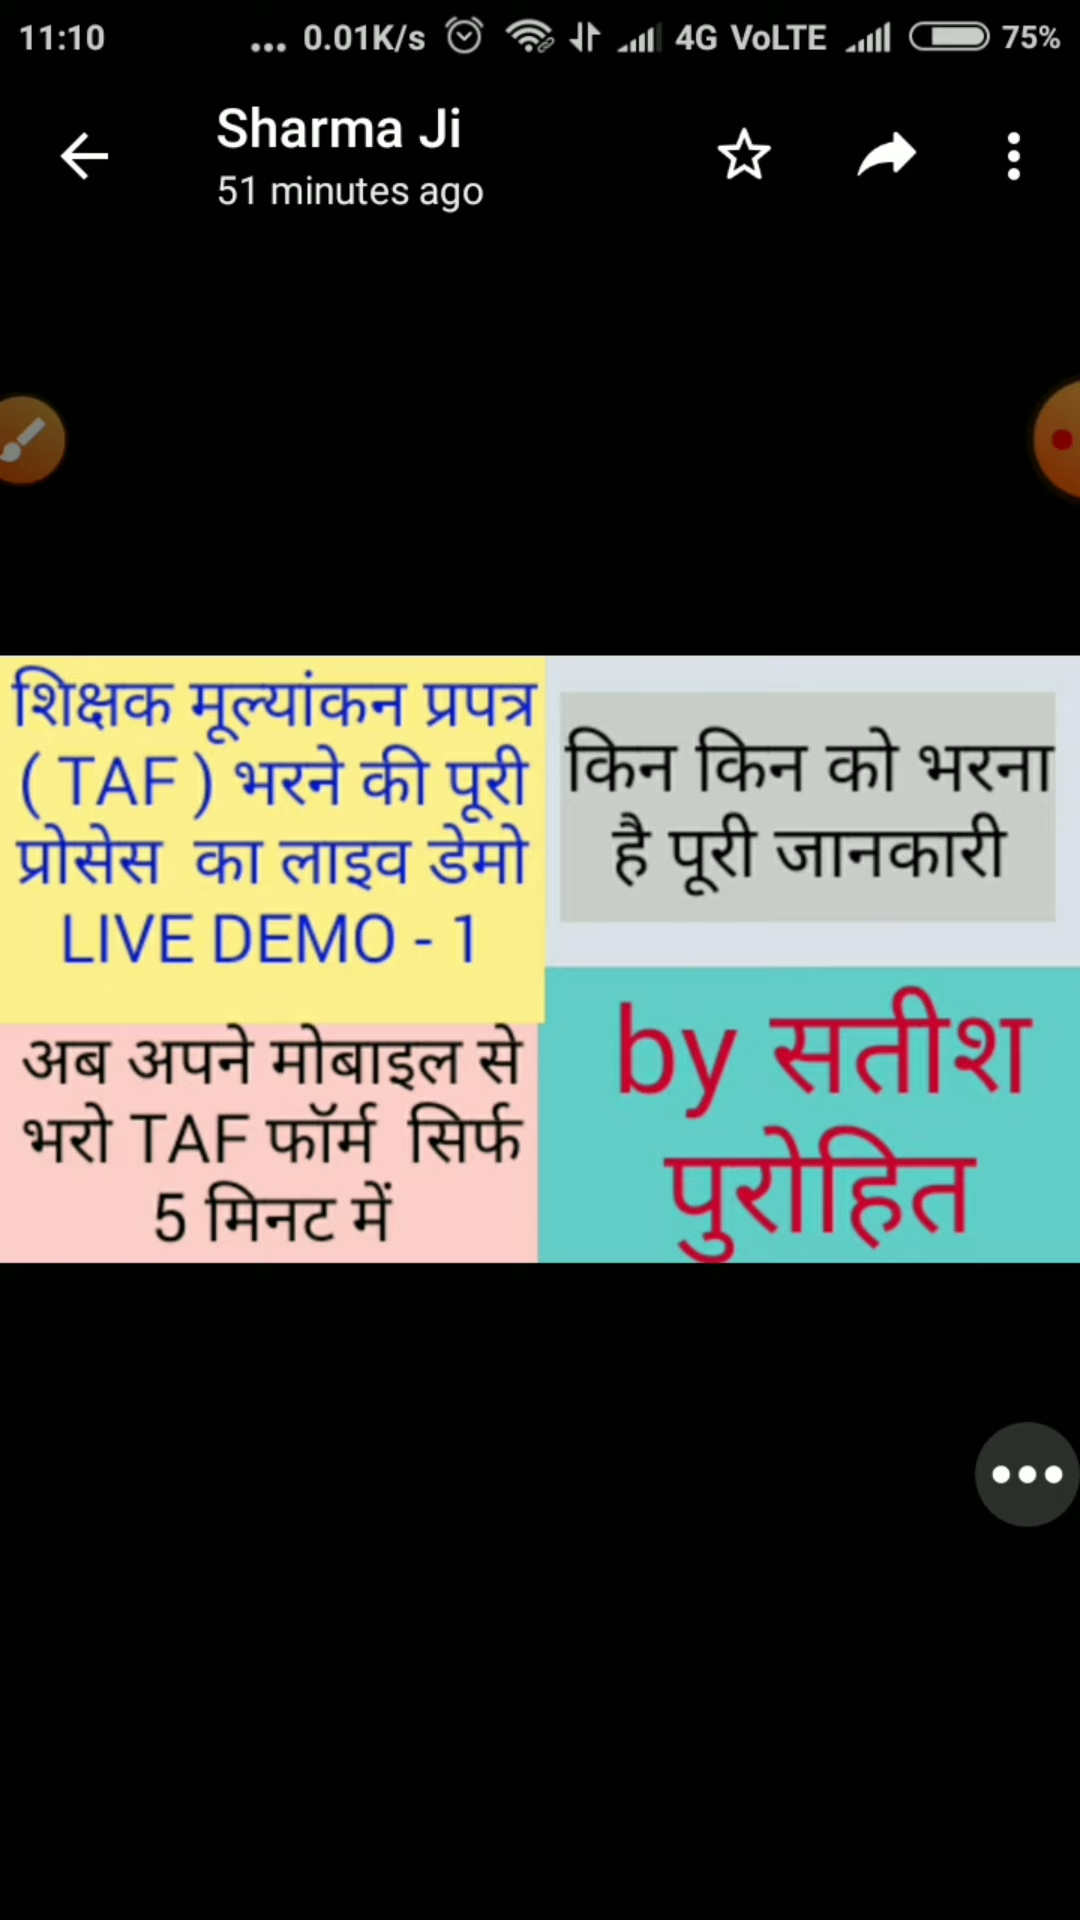 11:10 ... 0.01K/s 4G VoLTE 75%
Sharma Ji
51 minutes ago
शिक्षक मूल्यांकन प्रपत्र
( TAF ) भरने की पूरी
प्रोसेस का लाइव डेमो
LIVE DEMO - 1
किन किन को भरना
है पूरी जानकारी
अब अपने मोबाइल से
भरो TAF फॉर्म सिर्फ
5 मिनट में
by सतीश
पुरोहित